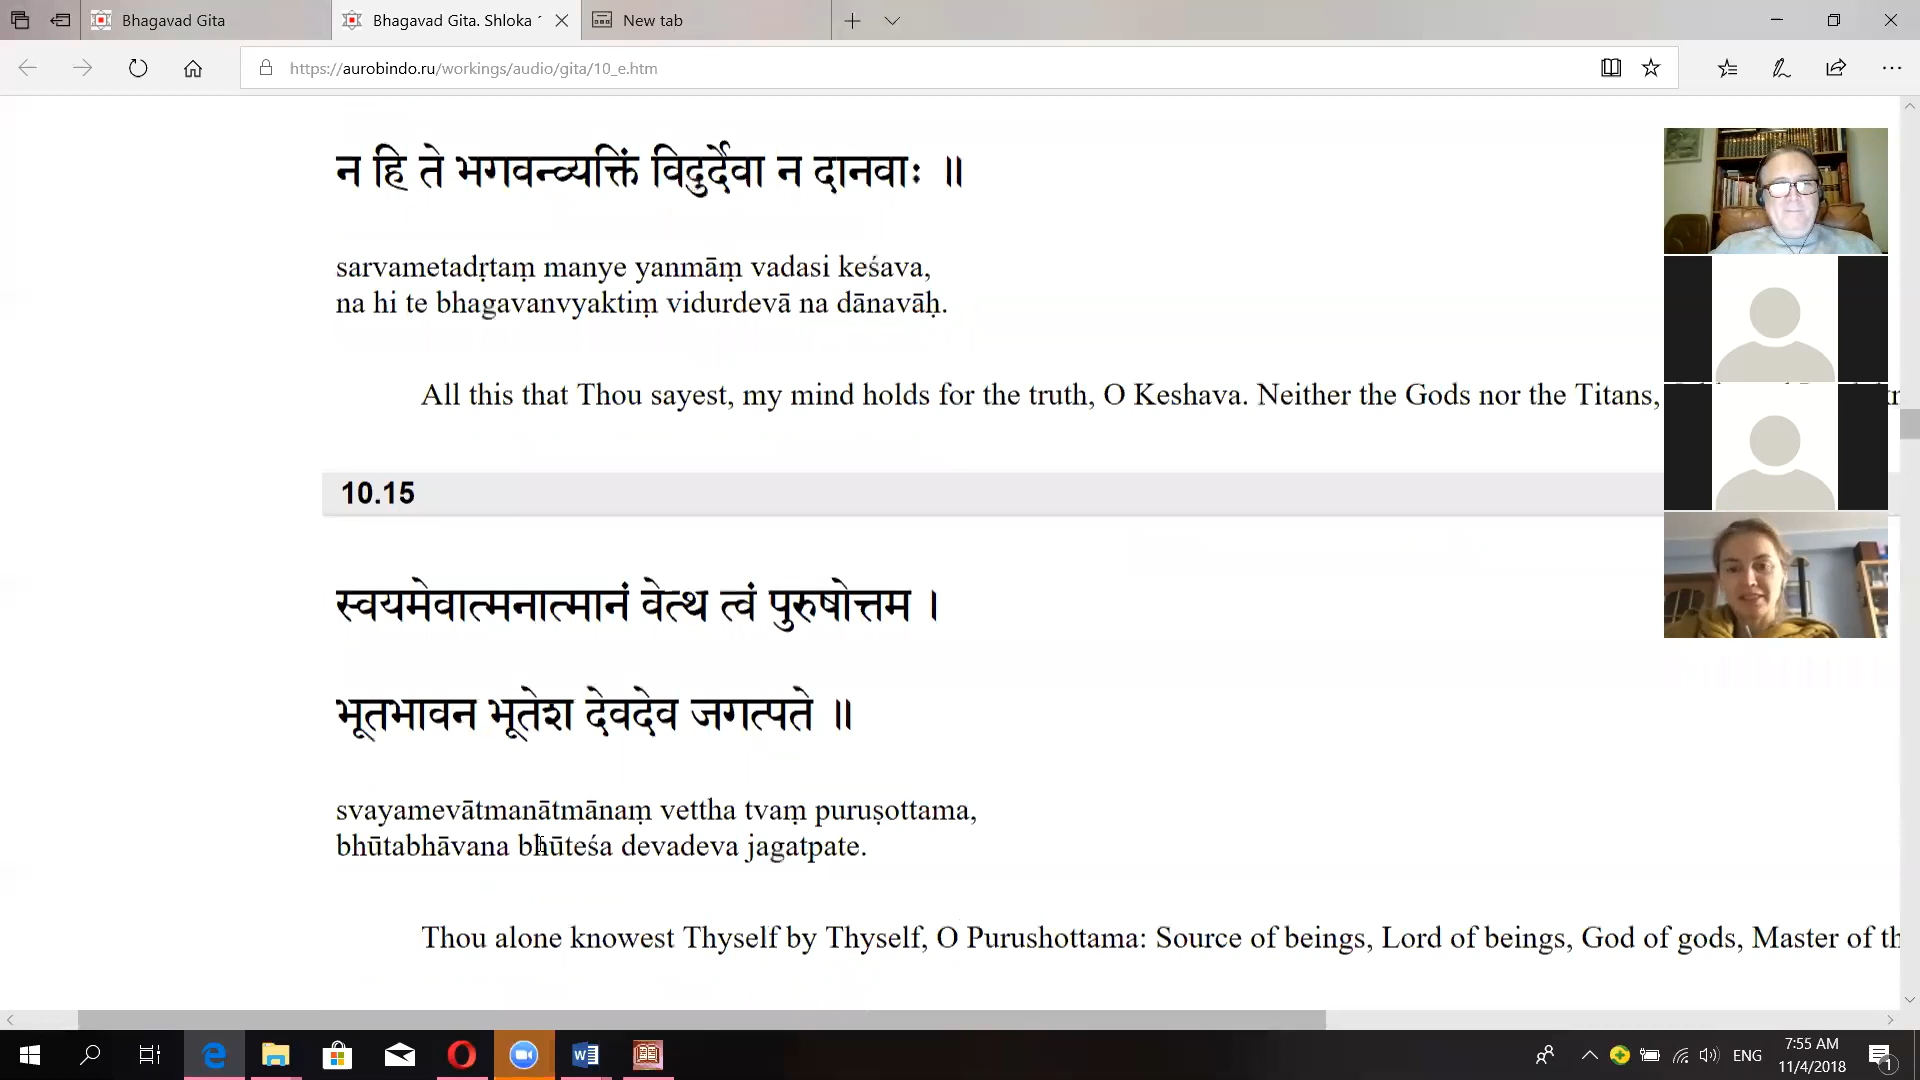 Bhagavad Gita
Bhagavad Gita. Shloka
New tab
https://aurobindo.ru/workings/audio/gita/10_e.htm
न हि ते भगवन्व्यक्तिं विदुर्देवा न दानवाः ॥
sarvametadṛtaṃ manye yanmāṃ vadasi keśava,
na hi te bhagavanvyaktiṃ vidurdevā na dānavāḥ.
All this that Thou sayest, my mind holds for the truth, O Keshava. Neither the Gods nor the Titans,
10.15
स्वयमेवात्मनात्मानं वेत्थ त्वं पुरुषोत्तम ।
भूतभावन भूतेश देवदेव जगत्पते ॥
svayamevātmanātmānaṃ vettha tvaṃ puruṣottama,
bhūtabhāvana bhūteśa devadeva jagatpate.
Thou alone knowest Thyself by Thyself, O Purushottama: Source of beings, Lord of beings, God of gods, Master of th
ENG
7:55 AM
11/4/2018
1